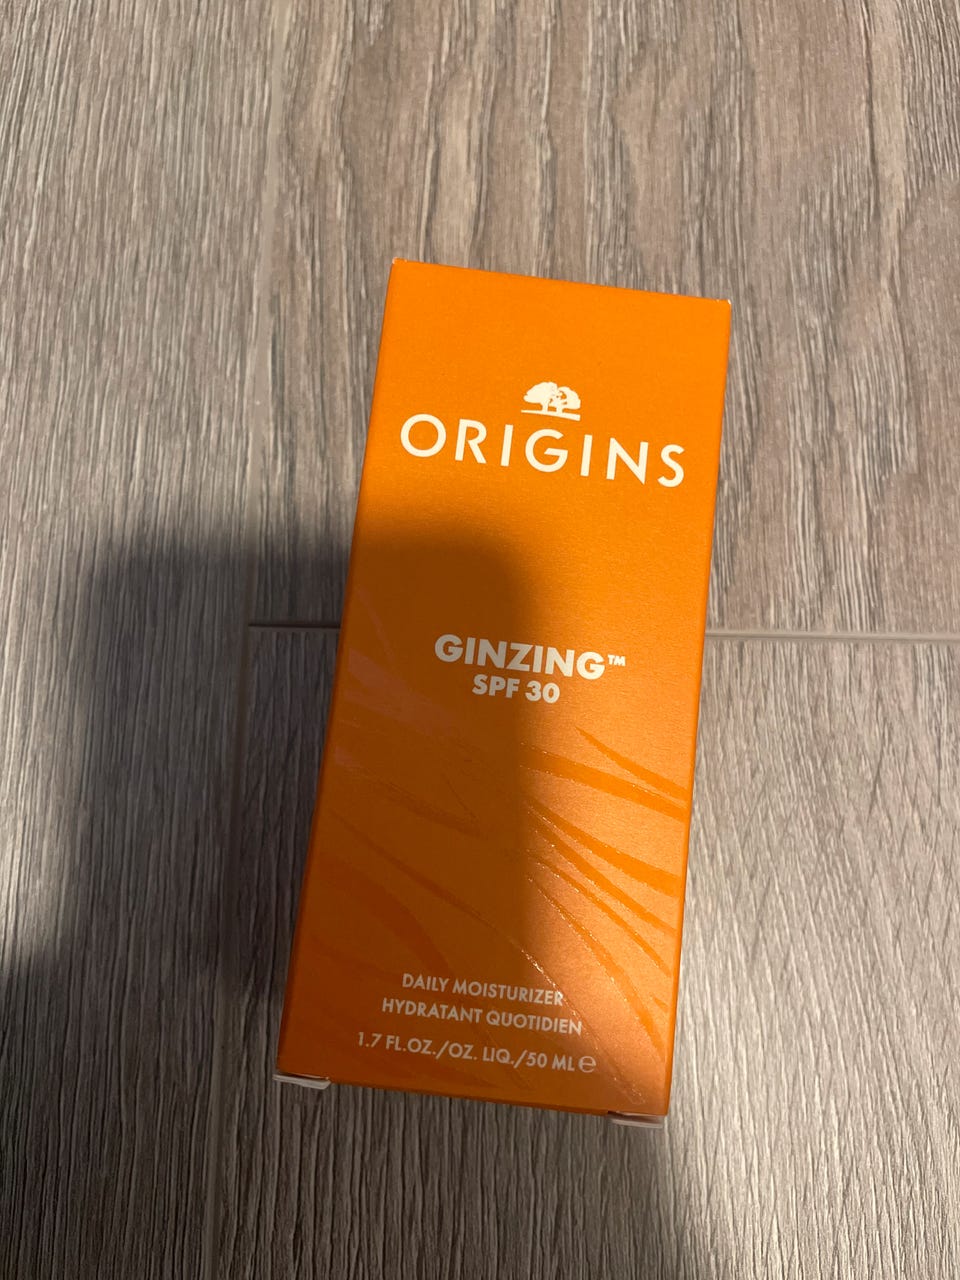 ORIGINS
GINZING™
SPF 30
DAILY MOISTURIZER
HYDRATANT QUOTIDIEN
1.7 FL.OZ./OZ. LIQ./50 ML ℮